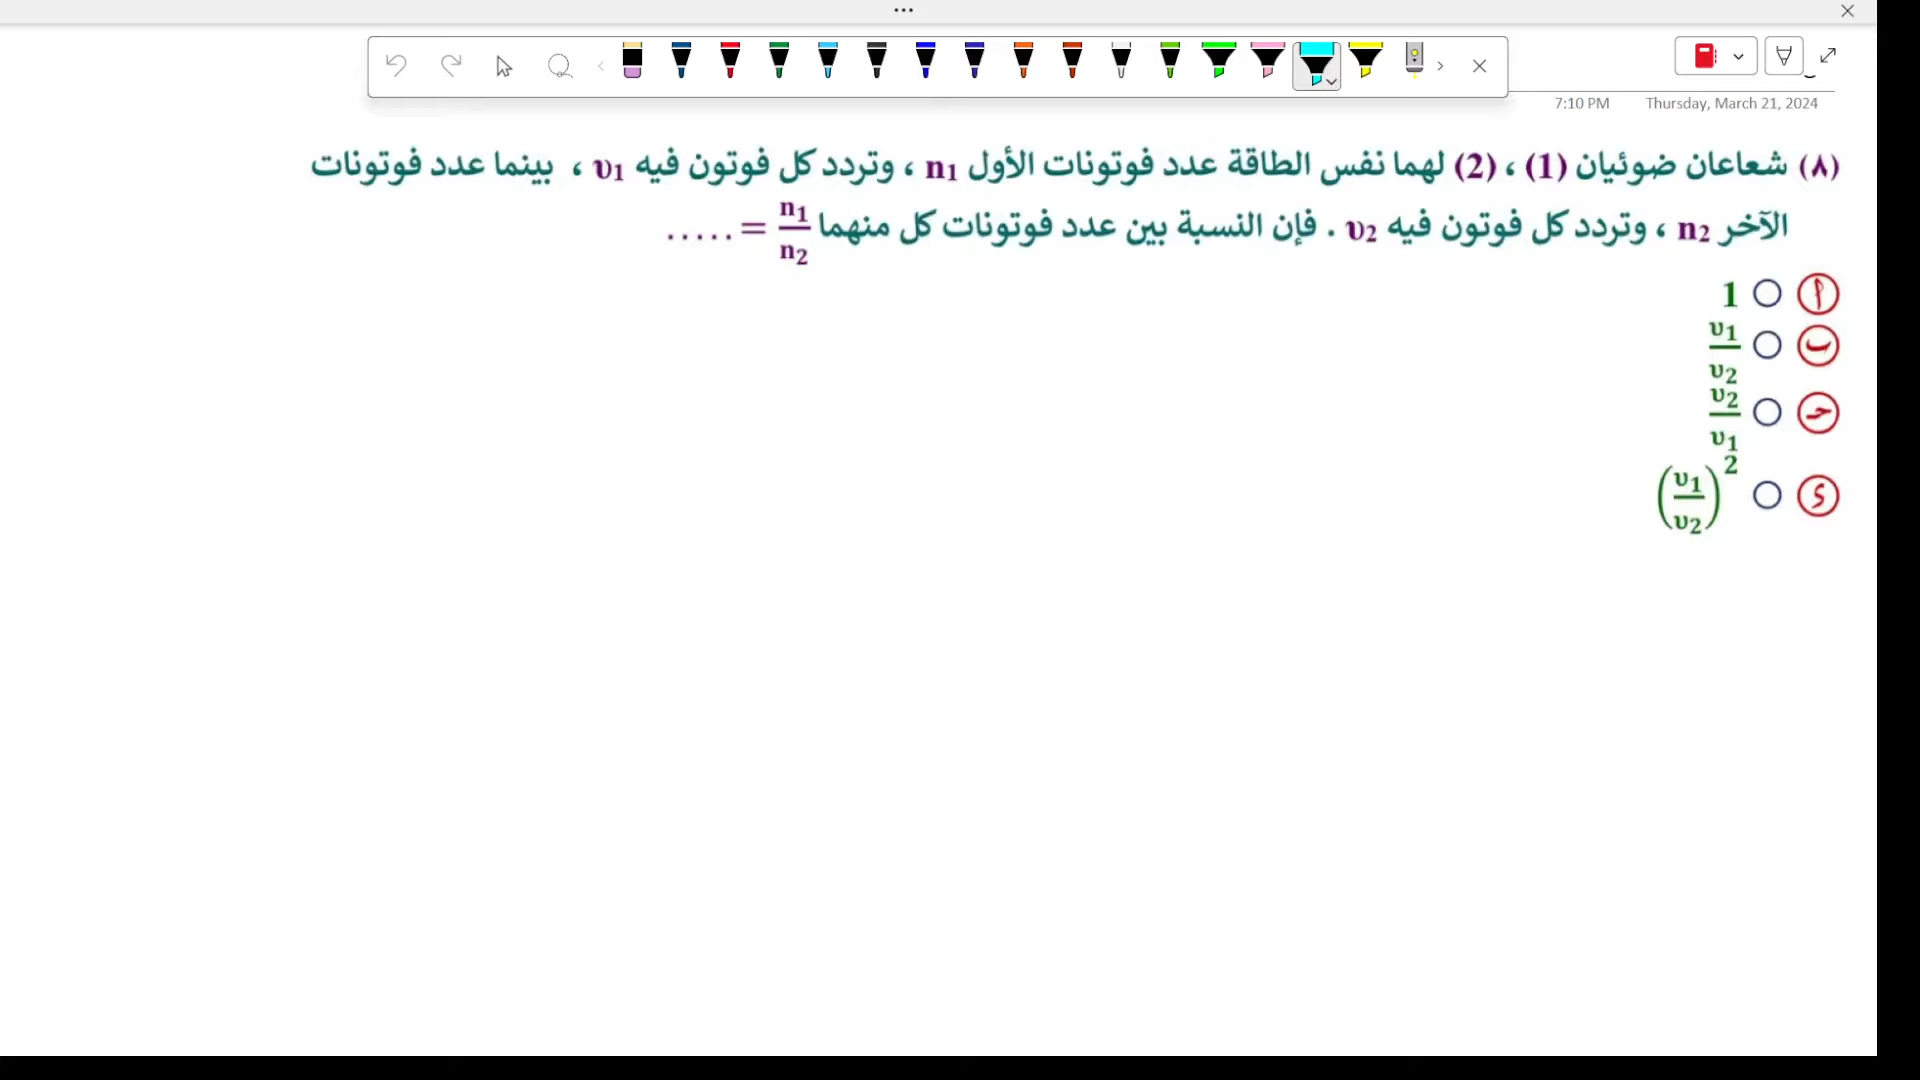 7:10 PM Thursday, March 21, 2024
(٨) شعاعان ضوئيان (1) ، (2) لهما نفس الطاقة عدد فوتونات الأول n₁ ، وتردد كل فوتون فيه υ₁ ، بينما عدد فوتونات
الآخر n₂ ، وتردد كل فوتون فيه υ₂ . فإن النسبة بين عدد فوتونات كل منهما n₁/n₂ = .....
أ 1
ب υ₁/υ₂
حـ υ₂/υ₁
ى (υ₁/υ₂)²